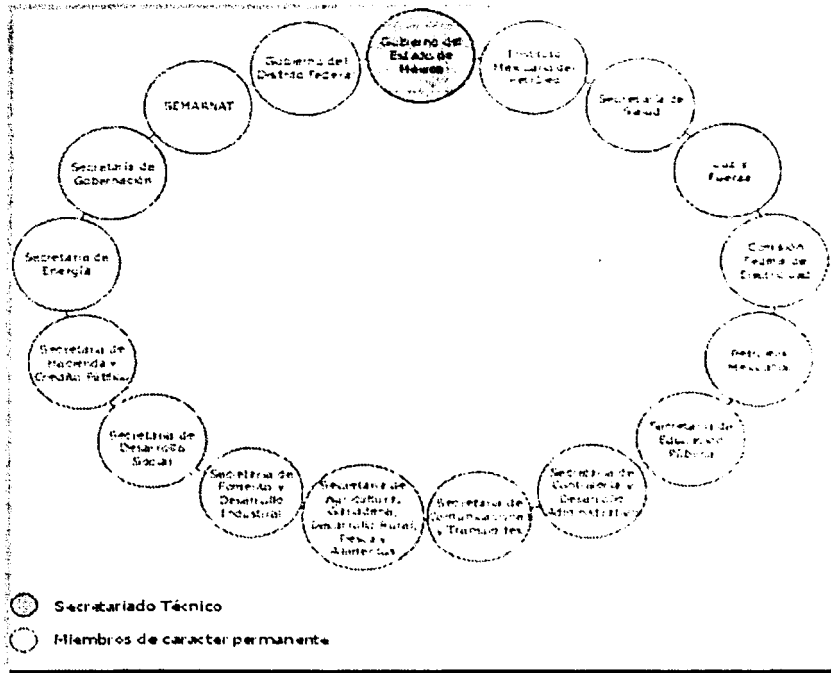 Gobierno del
Estado de
México
Instituto
Mexicano del
Petróleo
Secretaría de
Salud
Luz y
Fuerza
Comisión
Federal de
Electricidad
Petróleos
Mexicanos
Secretaría de
Educación
Pública
Secretaría de
Contraloría y
Desarrollo
Administrativo
Secretaría de
Comunicaciones
y Transportes
Secretaría de
Agricultura,
Ganadería,
Desarrollo Rural,
Pesca y
Alimentos
Secretaría de
Fomento y
Desarrollo
Industrial
Secretaría de
Desarrollo
Social
Secretaría de
Hacienda y
Crédito Público
Secretaría de
Energía
Secretaría de
Gobernación
SEMARNAT
Gobierno del
Distrito Federal
Secretariado Técnico
Miembros de caracter permanente